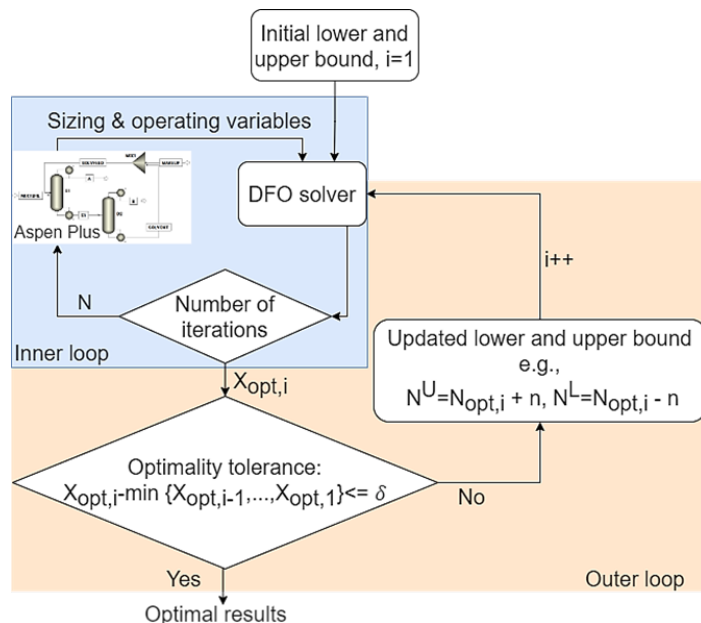 Initial lower and
upper bound, i=1
Sizing & operating variables
DFO solver
Aspen Plus
i++
N
Number of
iterations
Inner loop
Updated lower and upper bound
e.g.,
N^U=N_opt,i + n, N^L=N_opt,i - n
X_opt,i
Optimality tolerance:
X_opt,i-min {X_opt,i-1,...,X_opt,1}<= δ
No
Yes
Outer loop
Optimal results